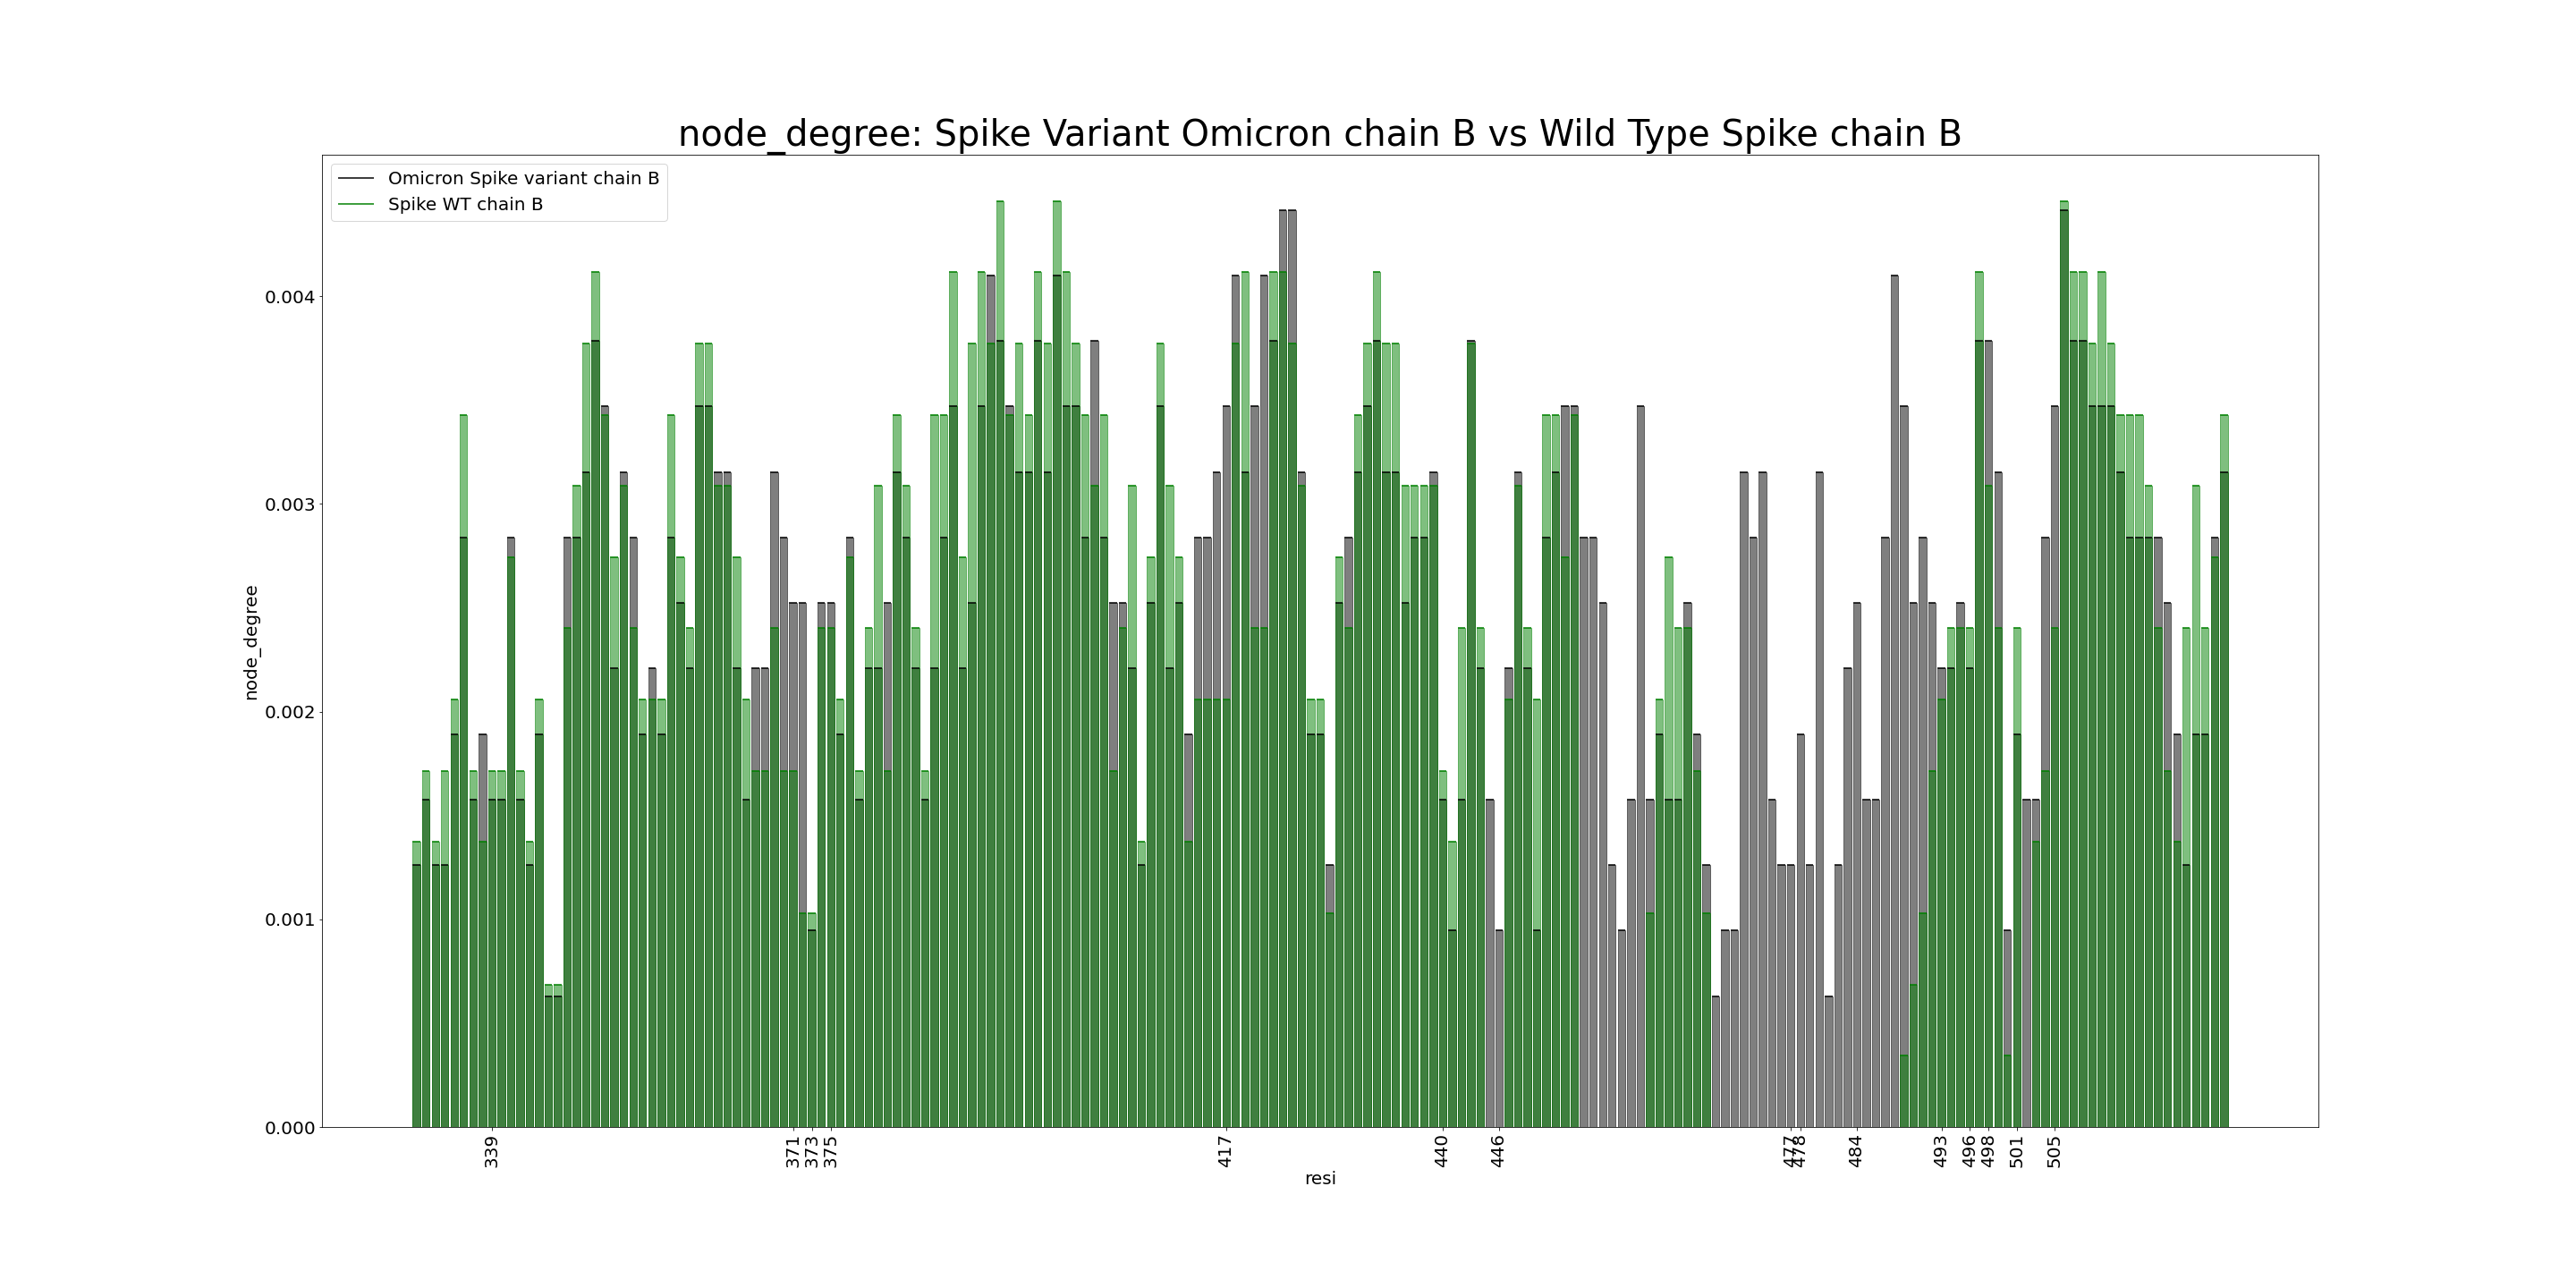 node_degree: Spike Variant Omicron chain B vs Wild Type Spike chain B
Omicron Spike variant chain B
Spike WT chain B
0.004
0.003
0.002
0.001
0.000
node_degree
339 371 373 375 417 440 446 477 478 484 493 496 498 501 505
resi